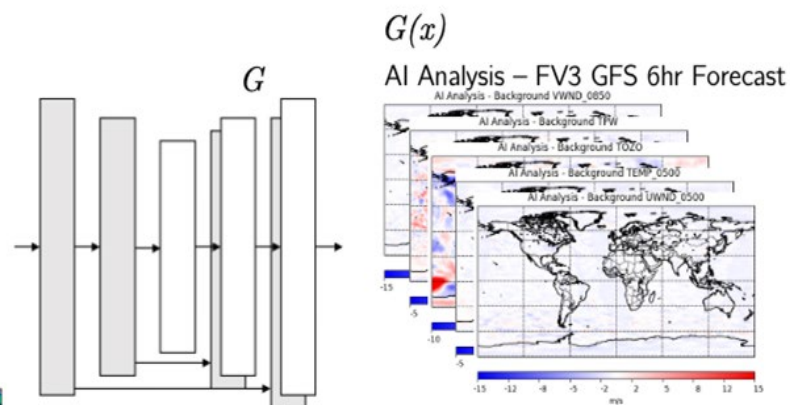 G(x)
G
AI Analysis – FV3 GFS 6hr Forecast
AI Analysis - Background VWND_0850
AI Analysis - Background TPW
AI Analysis - Background TOZO
AI Analysis - Background TEMP_0500
AI Analysis - Background UWND_0500
-15
-5
-10
-5
-15 -12 -8 -5 -2 2 5 8 12 15
m/s